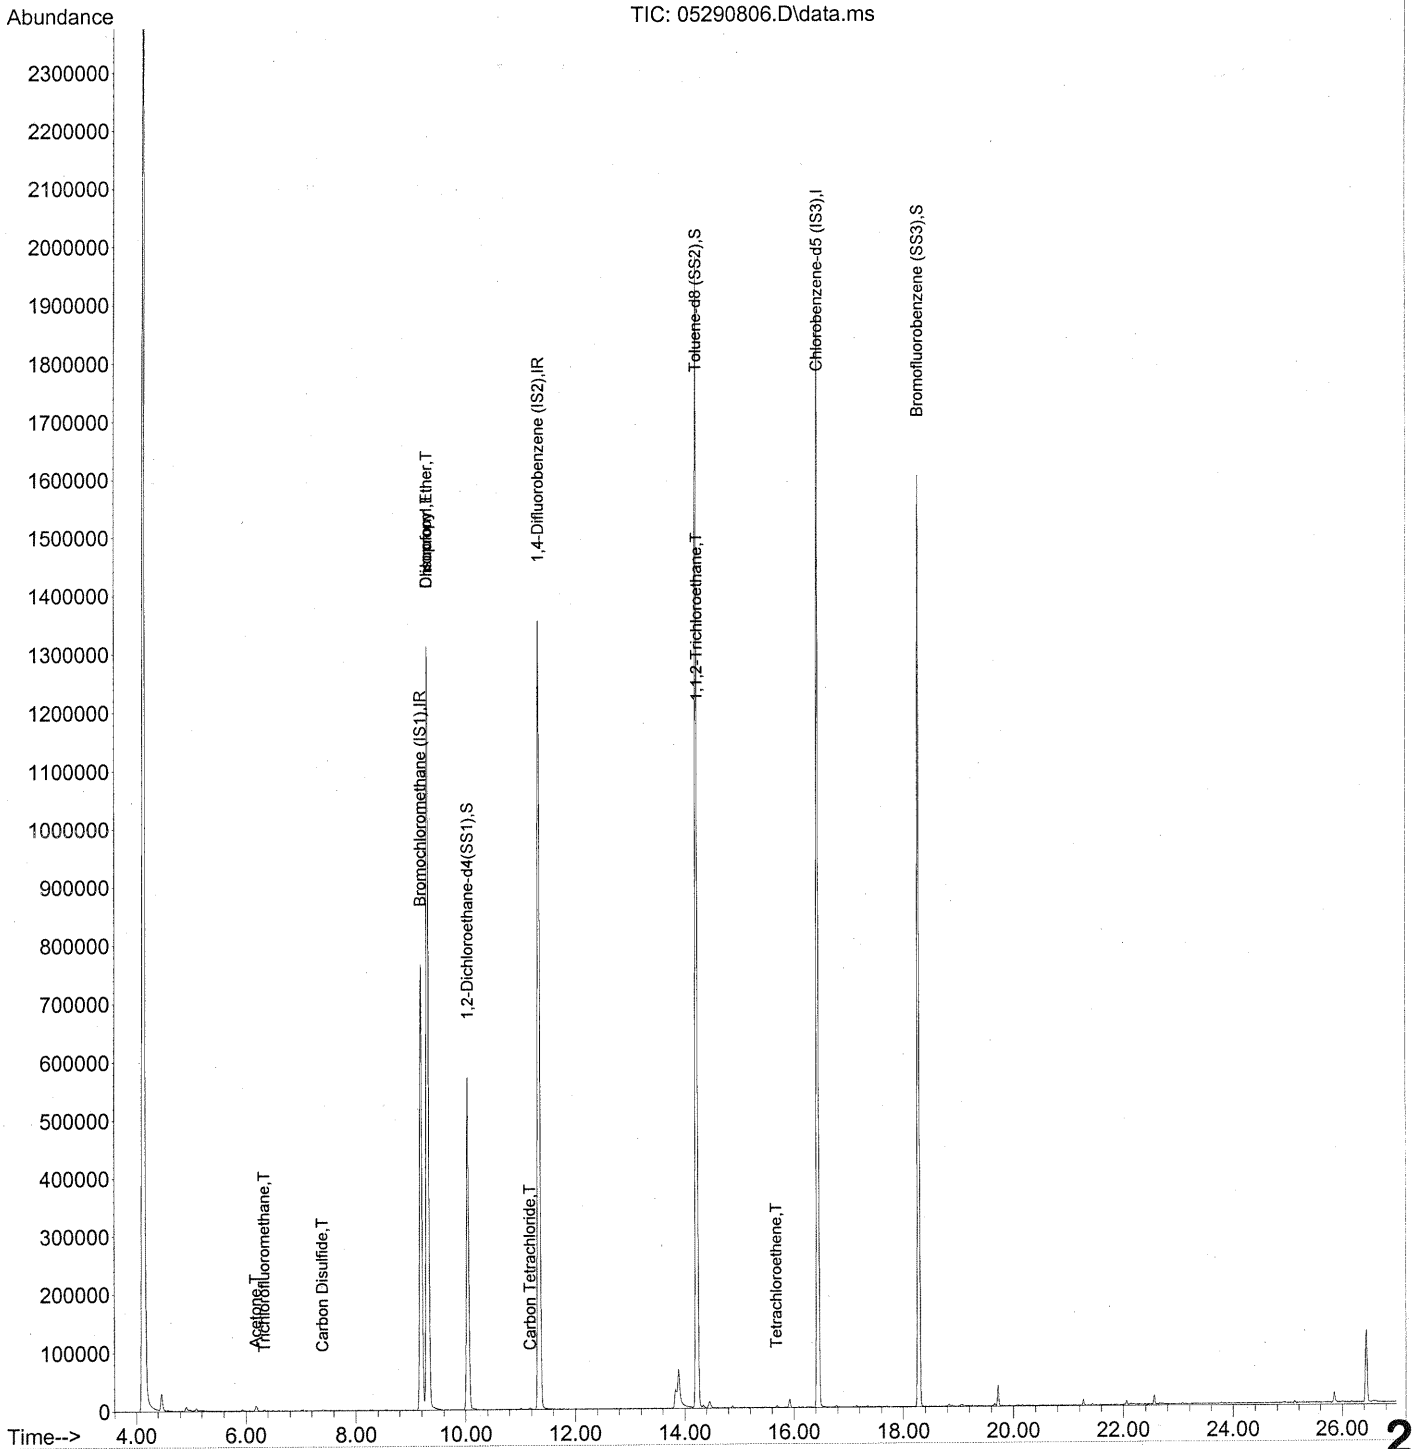 Abundance
TIC: 05290806.D\data.ms
2300000
2200000
2100000
2000000
1900000
1800000
1700000
1600000
1500000
1400000
1300000
1200000
1100000
1000000
900000
800000
700000
600000
500000
400000
300000
200000
100000
0
Acetone,T
Trichlorofluoromethane,T
Carbon Disulfide,T
Bromochloromethane (IS1),IR
Ether,T
1,2-Dichloroethane-d4(SS1),S
Carbon Tetrachloride,T
1,4-Difluorobenzene (IS2),IR
Toluene-d8 (SS2),S
1,1,2-Trichloroethane,T
Tetrachloroethene,T
Chlorobenzene-d5 (IS3),I
Bromofluorobenzene (SS3),S
Time--> 4.00 6.00 8.00 10.00 12.00 14.00 16.00 18.00 20.00 22.00 24.00 26.00
2